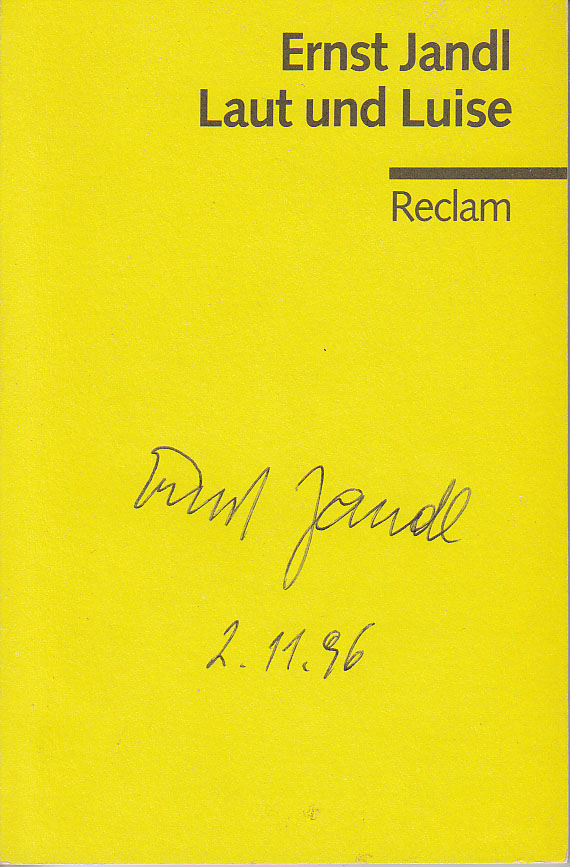 Ernst Jandl
Laut und Luise
Reclam
Ernst Jandl
2.11.96